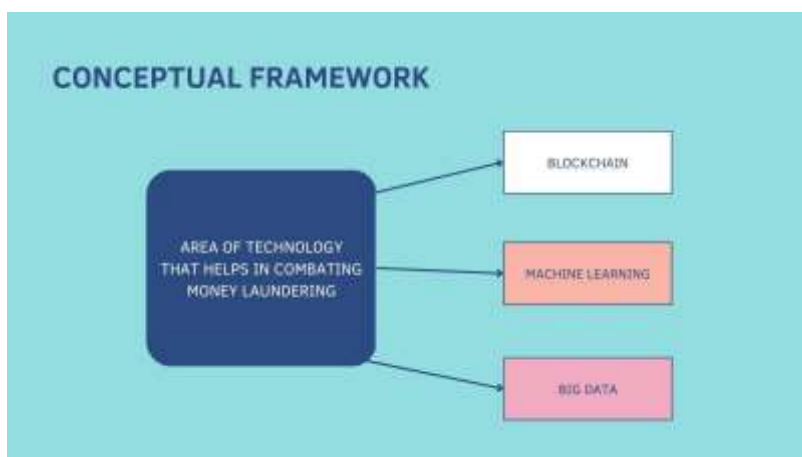 CONCEPTUAL FRAMEWORK
AREA OF TECHNOLOGY
THAT HELPS IN COMBATING
MONEY LAUNDERING
BLOCKCHAIN
MACHINE LEARNING
BIG DATA